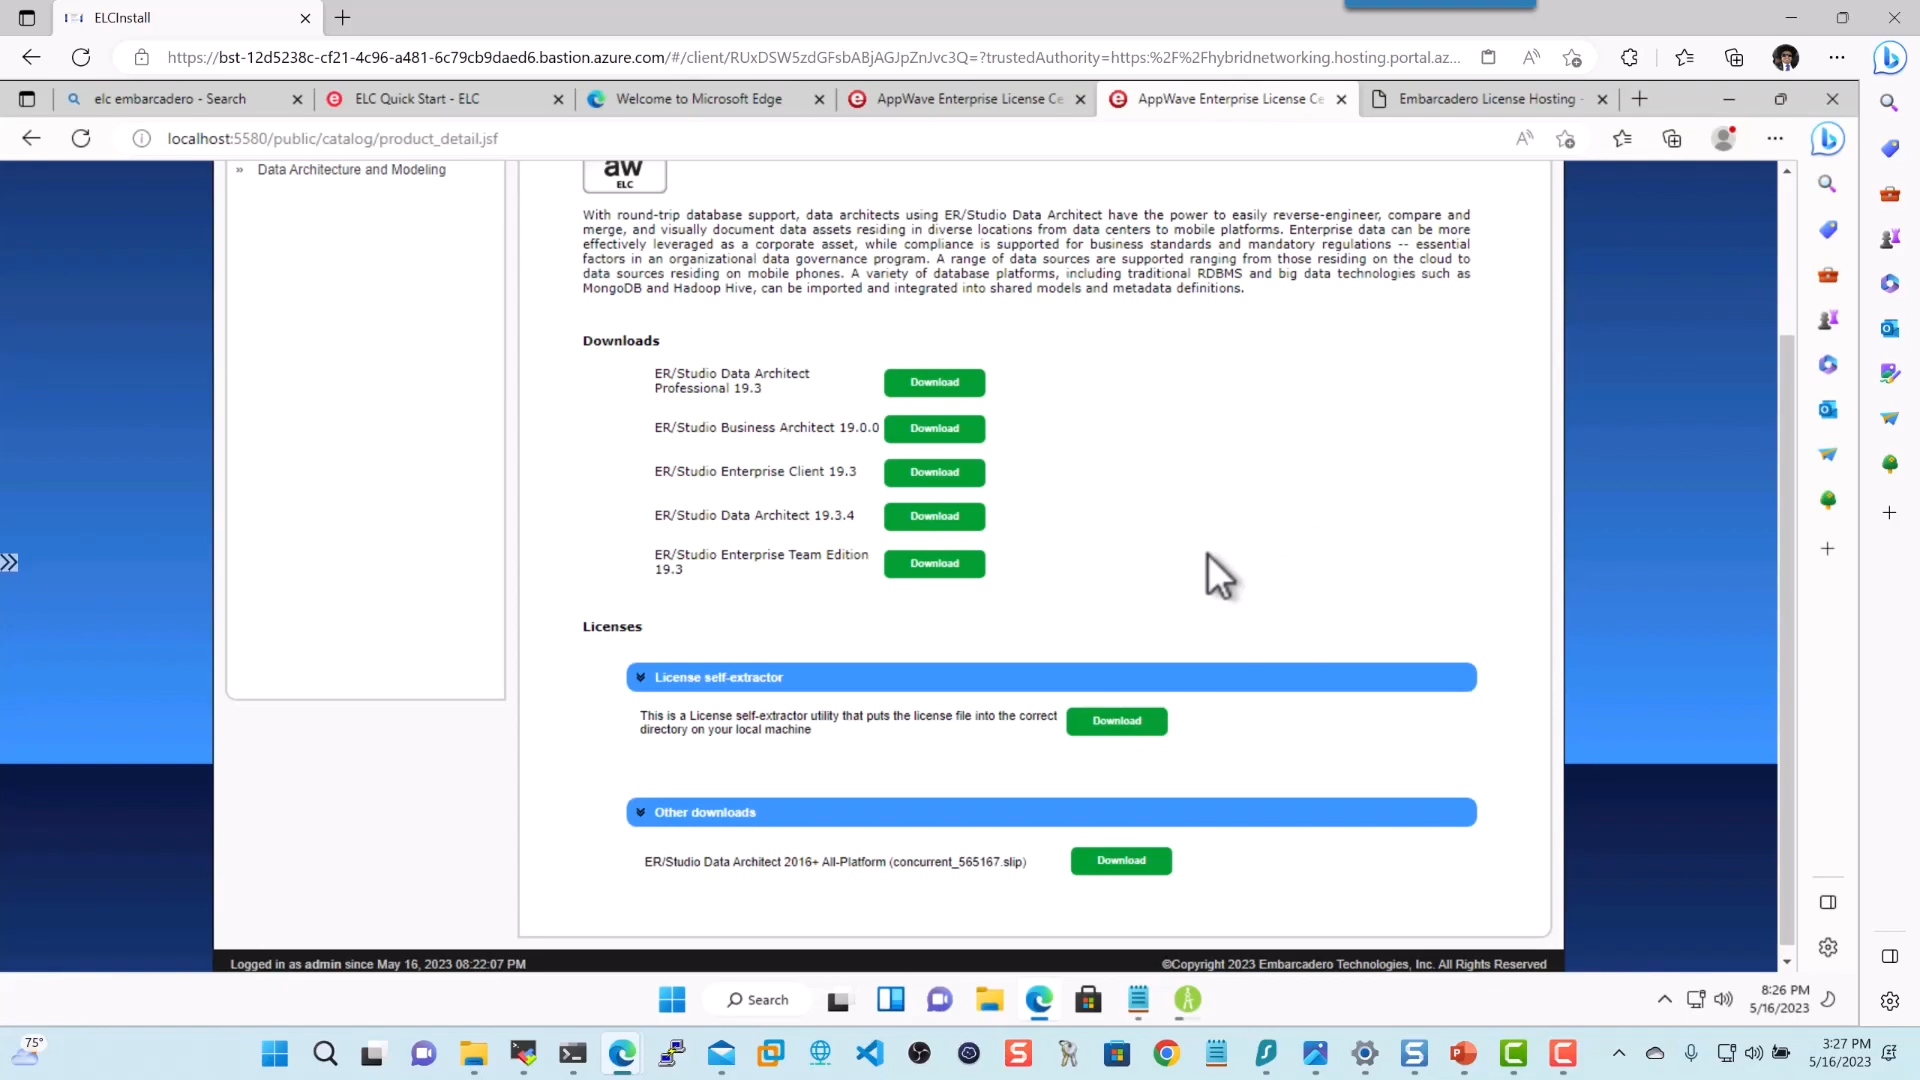 ELCInstall
https://bst-12d5238c-cf21-4c96-a481-6c79cb9daed6.bastion.azure.com/#/client/RUxDSW5zdGFsbABjAGJpZnJvc3Q=?trustedAuthority=https:%2F%2Fhybridnetworking.hosting.portal.az...
elc embarcadero - Search
ELC Quick Start - ELC
Welcome to Microsoft Edge
AppWave Enterprise License Ce
AppWave Enterprise License Ce
Embarcadero License Hosting -
localhost:5580/public/catalog/product_detail.jsf
» Data Architecture and Modeling
aw
ELC
With round-trip database support, data architects using ER/Studio Data Architect have the power to easily reverse-engineer, compare and
merge, and visually document data assets residing in diverse locations from data centers to mobile platforms. Enterprise data can be more
effectively leveraged as a corporate asset, while compliance is supported for business standards and mandatory regulations -- essential
factors in an organizational data governance program. A range of data sources are supported ranging from those residing on the cloud to
data sources residing on mobile phones. A variety of database platforms, including traditional RDBMS and big data technologies such as
MongoDB and Hadoop Hive, can be imported and integrated into shared models and metadata definitions.
Downloads
ER/Studio Data Architect
Professional 19.3
Download
ER/Studio Business Architect 19.0.0
Download
ER/Studio Enterprise Client 19.3
Download
ER/Studio Data Architect 19.3.4
Download
ER/Studio Enterprise Team Edition
19.3
Download
Licenses
License self-extractor
This is a License self-extractor utility that puts the license file into the correct
directory on your local machine
Download
Other downloads
ER/Studio Data Architect 2016+ All-Platform (concurrent_565167.slip)
Download
Logged in as admin since May 16, 2023 08:22:07 PM
©Copyright 2023 Embarcadero Technologies, Inc. All Rights Reserved
Search
8:26 PM
5/16/2023
75°
3:27 PM
5/16/2023